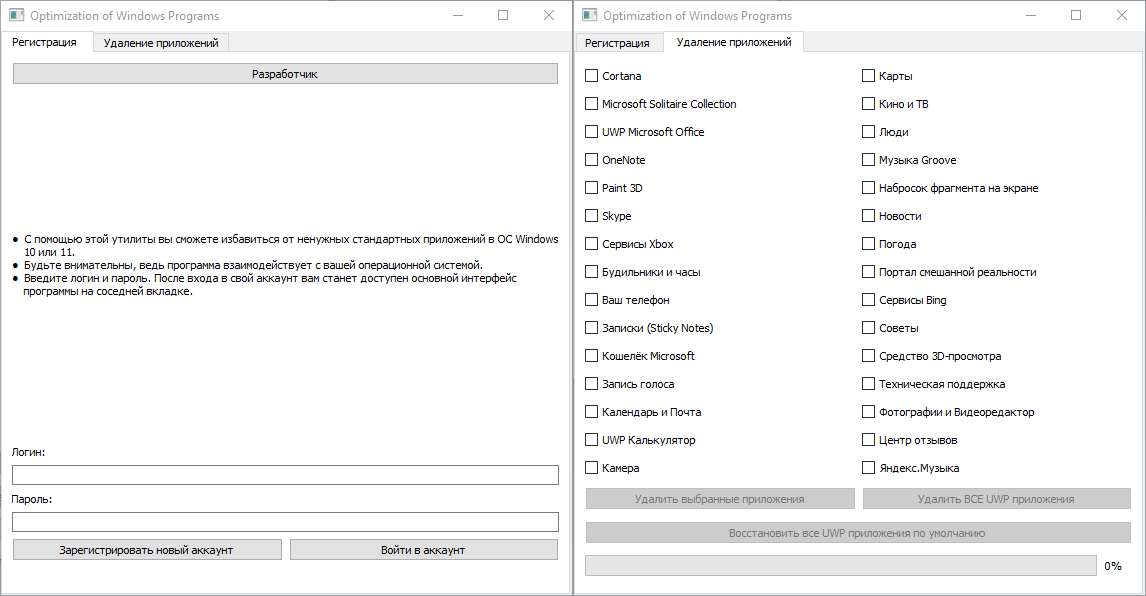 Optimization of Windows Programs
Регистрация
Удаление приложений
Разработчик
• С помощью этой утилиты вы сможете избавиться от ненужных стандартных приложений в ОС Windows
10 или 11.
• Будьте внимательны, ведь программа взаимодействует с вашей операционной системой.
• Введите логин и пароль. После входа в свой аккаунт вам станет доступен основной интерфейс
программы на соседней вкладке.
Логин:
Пароль:
Зарегистрировать новый аккаунт
Войти в аккаунт
Optimization of Windows Programs
Регистрация
Удаление приложений
Cortana
Microsoft Solitaire Collection
UWP Microsoft Office
OneNote
Paint 3D
Skype
Сервисы Xbox
Будильники и часы
Ваш телефон
Записки (Sticky Notes)
Кошелёк Microsoft
Запись голоса
Календарь и Почта
UWP Калькулятор
Камера
Карты
Кино и ТВ
Люди
Музыка Groove
Набросок фрагмента на экране
Новости
Погода
Портал смешанной реальности
Сервисы Bing
Советы
Средство 3D-просмотра
Техническая поддержка
Фотографии и Видеоредактор
Центр отзывов
Яндекс.Музыка
Удалить выбранные приложения
Удалить ВСЕ UWP приложения
Восстановить все UWP приложения по умолчанию
0%